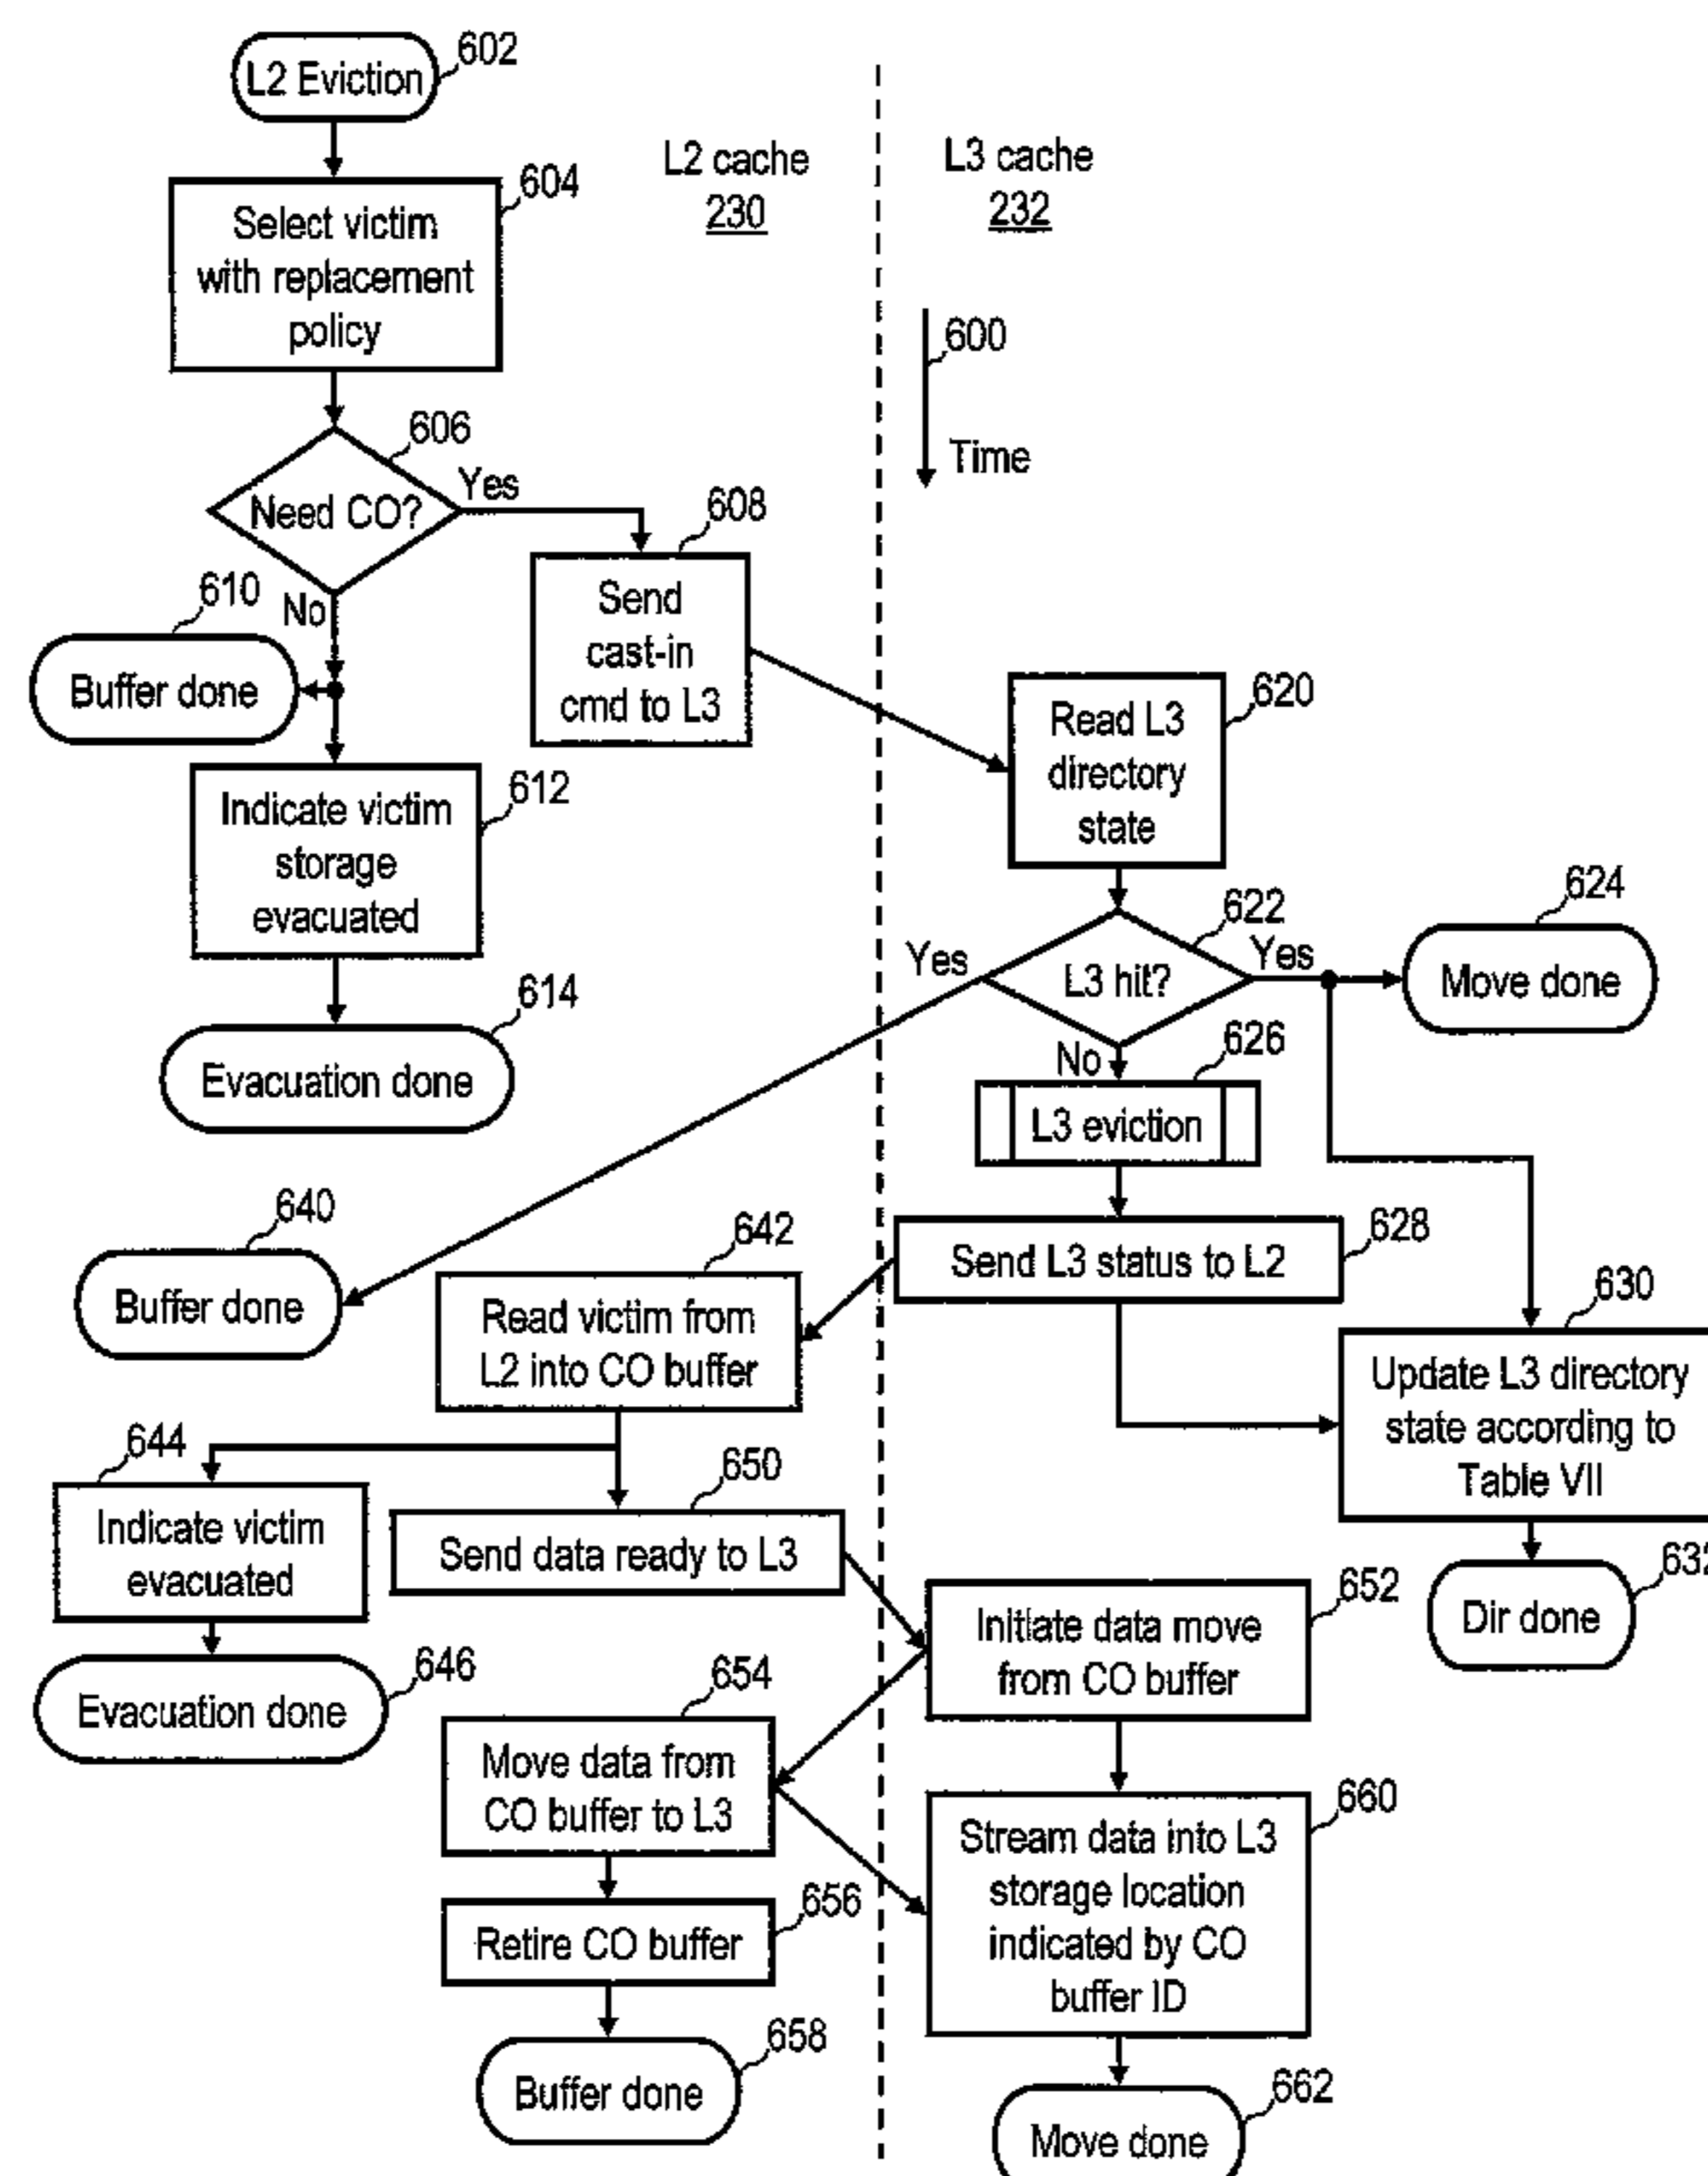 L2 Eviction
602
L2 cache
230
L3 cache
232
604
Select victim
with replacement
policy
600
Time
606
Need CO?
Yes
No
608
Send
cast-in
cmd to L3
610
Buffer done
612
Indicate victim
storage
evacuated
614
Evacuation done
620
Read L3
directory
state
622
L3 hit?
Yes
Yes
No
624
Move done
626
L3 eviction
628
Send L3 status to L2
630
Update L3 directory
state according to
Table VII
632
Dir done
640
Buffer done
642
Read victim from
L2 into CO buffer
644
Indicate victim
evacuated
646
Evacuation done
650
Send data ready to L3
652
Initiate data move
from CO buffer
654
Move data from
CO buffer to L3
656
Retire CO buffer
658
Buffer done
660
Stream data into L3
storage location
indicated by CO
buffer ID
662
Move done